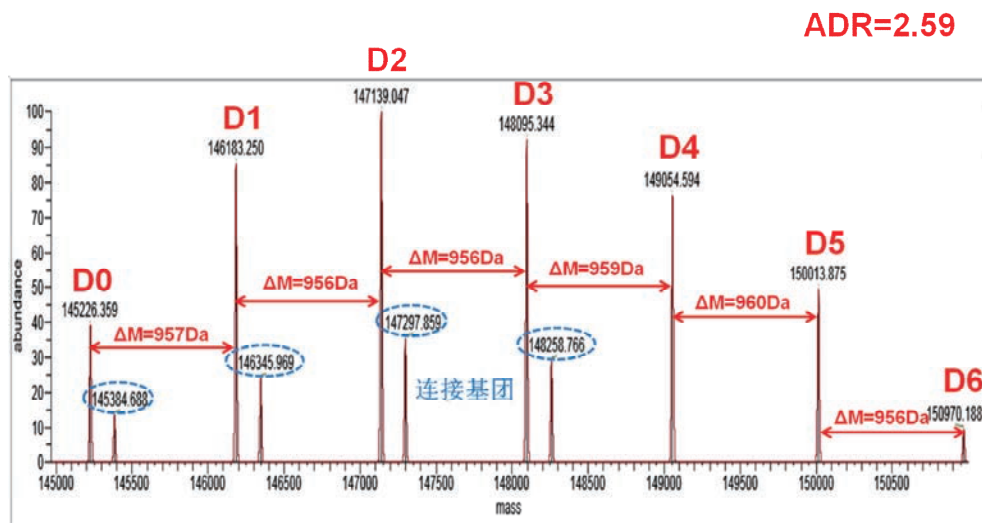 ADR=2.59
D2
147139.047
D3
148095.344
D1
146183.250
D4
149054.594
D5
150013.875
D0
145226.359
D6
150970.188
ΔM=957Da
ΔM=956Da
ΔM=956Da
ΔM=959Da
ΔM=960Da
ΔM=956Da
145384.688
146345.969
147297.859
148258.766
连接基团
abundance
100
90
80
70
60
50
40
30
20
10
0
145000 145500 146000 146500 147000 147500 148000 148500 149000 149500 150000 150500
mass